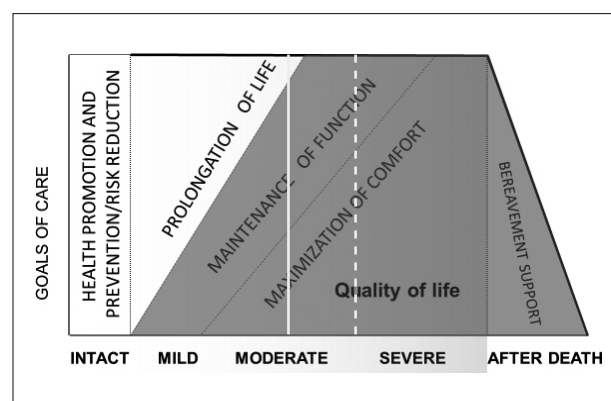 GOALS OF CARE
HEALTH PROMOTION AND
PREVENTION/RISK REDUCTION
PROLONGATION OF LIFE
MAINTENANCE OF FUNCTION
MAXIMIZATION OF COMFORT
Quality of life
BEREAVEMENT SUPPORT
INTACT MILD MODERATE SEVERE AFTER DEATH